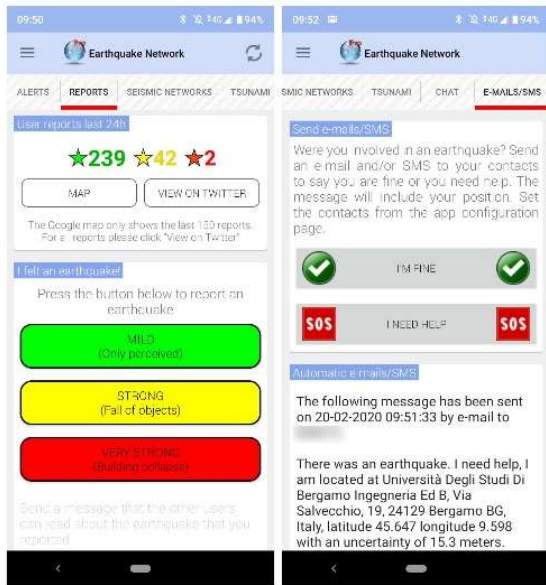 09:50
4G 94%
Earthquake Network
ALERTS REPORTS SEISMIC NETWORKS TSUNAMI
User reports last 24h
239 42 2
MAP VIEW ON TWITTER
The Google map only shows the last 150 reports.
For all reports please click "View on Twitter"
I felt an earthquake!
Press the button below to report an
earthquake
MILD
(Only perceived)
STRONG
(Fall of objects)
VERY STRONG
(Building collapse)
Send a message that the other users
can read about the earthquake that you
reported
09:52
4G 94%
Earthquake Network
SMIC NETWORKS TSUNAMI CHAT E-MAILS/SMS
Send e-mails/SMS
Were you involved in an earthquake? Send
an e-mail and/or SMS to your contacts
to say you are fine or you need help. The
message will include your position. Set
the contacts from the app configuration
page.
I'M FINE
SOS I NEED HELP SOS
Automatic e-mails/SMS
The following message has been sent
on 20-02-2020 09:51:33 by e-mail to
There was an earthquake. I need help, I
am located at Università Degli Studi Di
Bergamo Ingegneria Ed B, Via
Salvecchio, 19, 24129 Bergamo BG,
Italy, latitude 45.647 longitude 9.598
with an uncertainty of 15.3 meters.